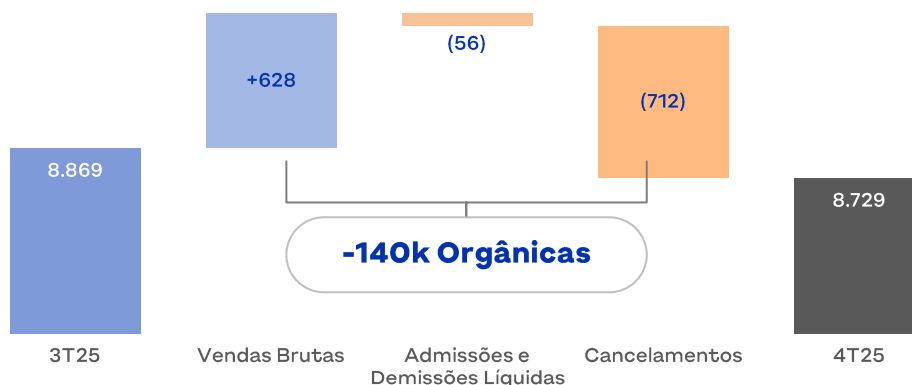 +628
(56)
(712)
8.869
8.729
-140k Orgânicas
3T25
Vendas Brutas
Admissões e
Demissões Líquidas
Cancelamentos
4T25